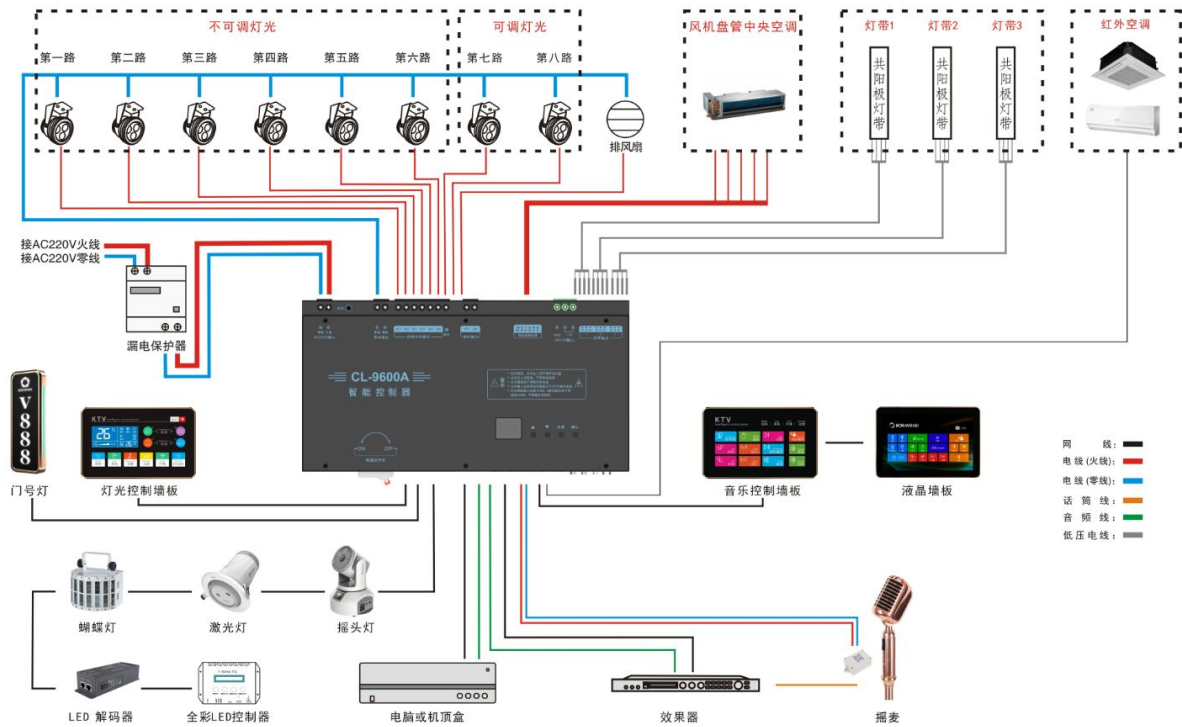 不可调灯光
可调灯光
风机盘管中央空调
灯带1
灯带2
灯带3
红外空调
第一路
第二路
第三路
第四路
第五路
第六路
第七路
第八路
共阳极灯带
共阳极灯带
共阳极灯带
排风扇
接AC220V火线
接AC220V零线
漏电保护器
CL-9600A
智能控制器
ON
OFF
V888
KTV
26
KTV
门号灯
灯光控制墙板
音乐控制墙板
液晶墙板
网 线：
电线(火线)：
电线(零线)：
话筒线：
音频线：
低压电线：
蝴蝶灯
激光灯
摇头灯
LED 解码器
全彩LED控制器
电脑或机顶盒
效果器
摇麦